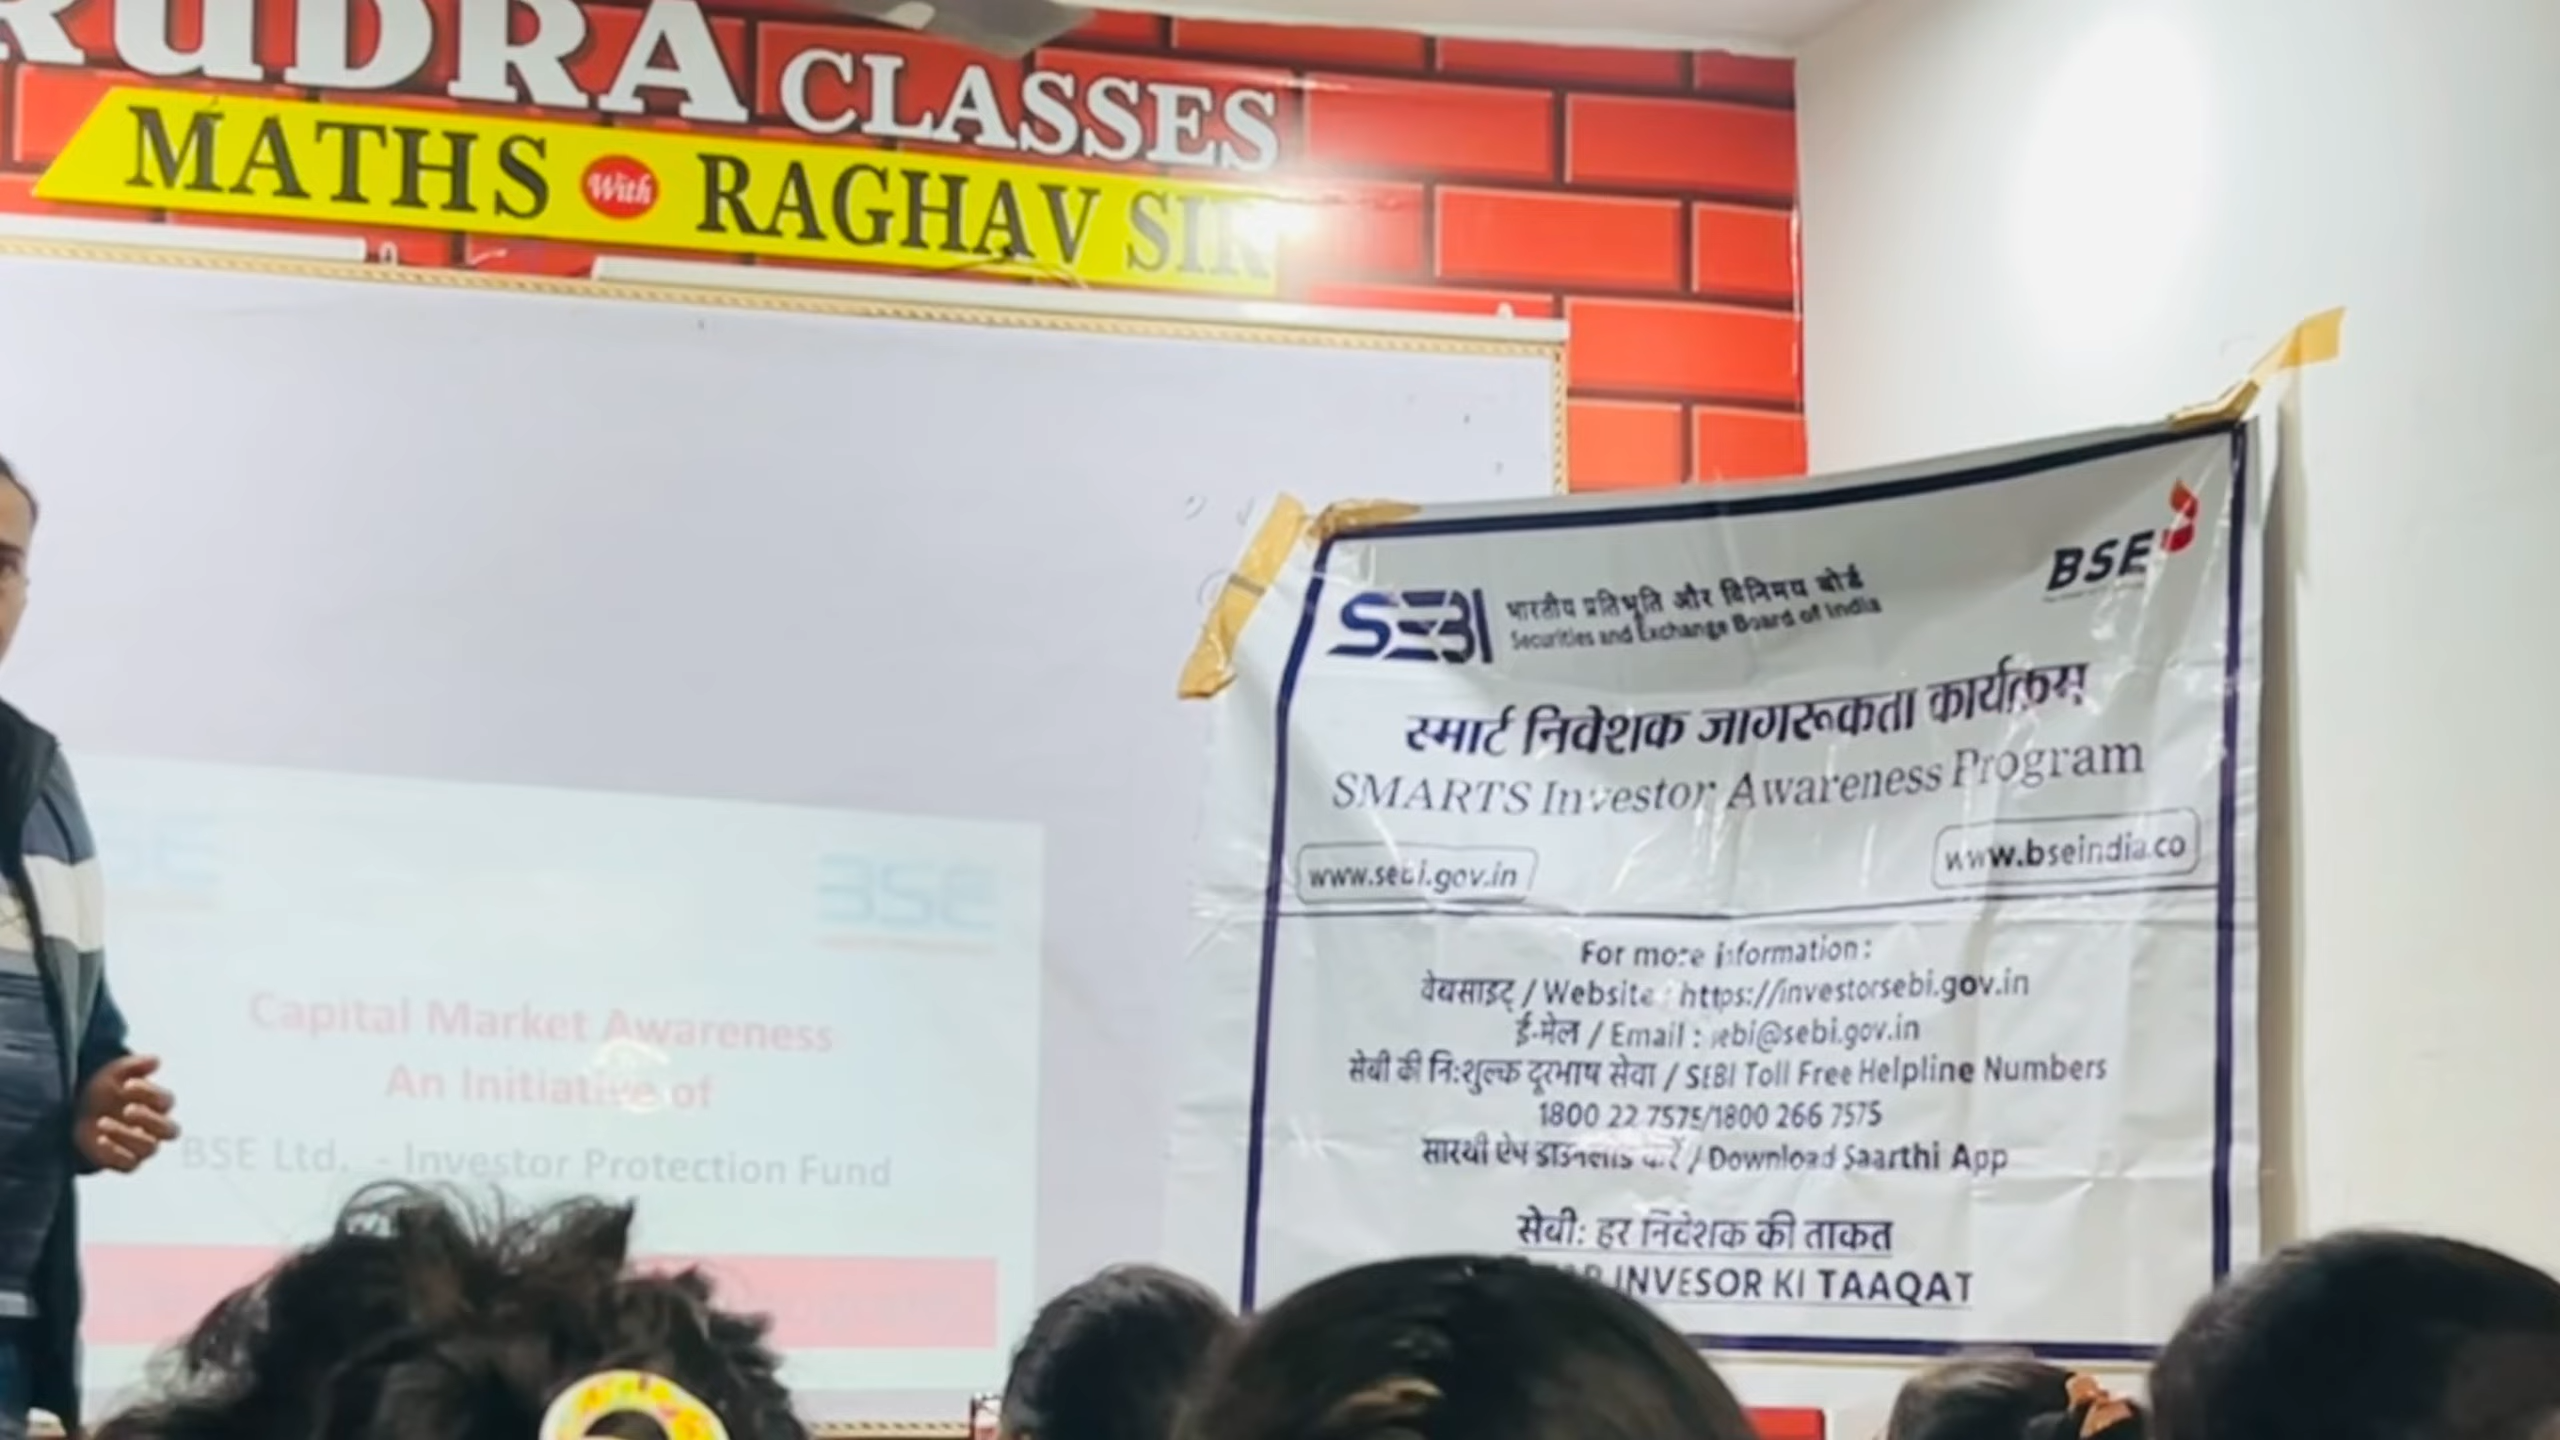 RUDRA CLASSES
MATHS With RAGHAV SIR
SEBI
भारतीय प्रतिभूति और विनिमय बोर्ड
Securities and Exchange Board of India
BSE
स्मार्ट निवेशक जागरूकता कार्यक्रम
SMARTS Investor Awareness Program
www.sebi.gov.in
www.bseindia.co
For more information :
वेबसाइट् / Website : https://investorsebi.gov.in
ई-मेल / Email : sebi@sebi.gov.in
सेबी की नि:शुल्क दूरभाष सेवा / SEBI Toll Free Helpline Numbers
1800 22 7575/1800 266 7575
सारथी ऐप डाउनलोड करें / Download Saarthi App
सेबी: हर निवेशक की ताकत
INVESOR KI TAAQAT
BSE
Capital Market Awareness
An Initiative of
BSE Ltd. - Investor Protection Fund